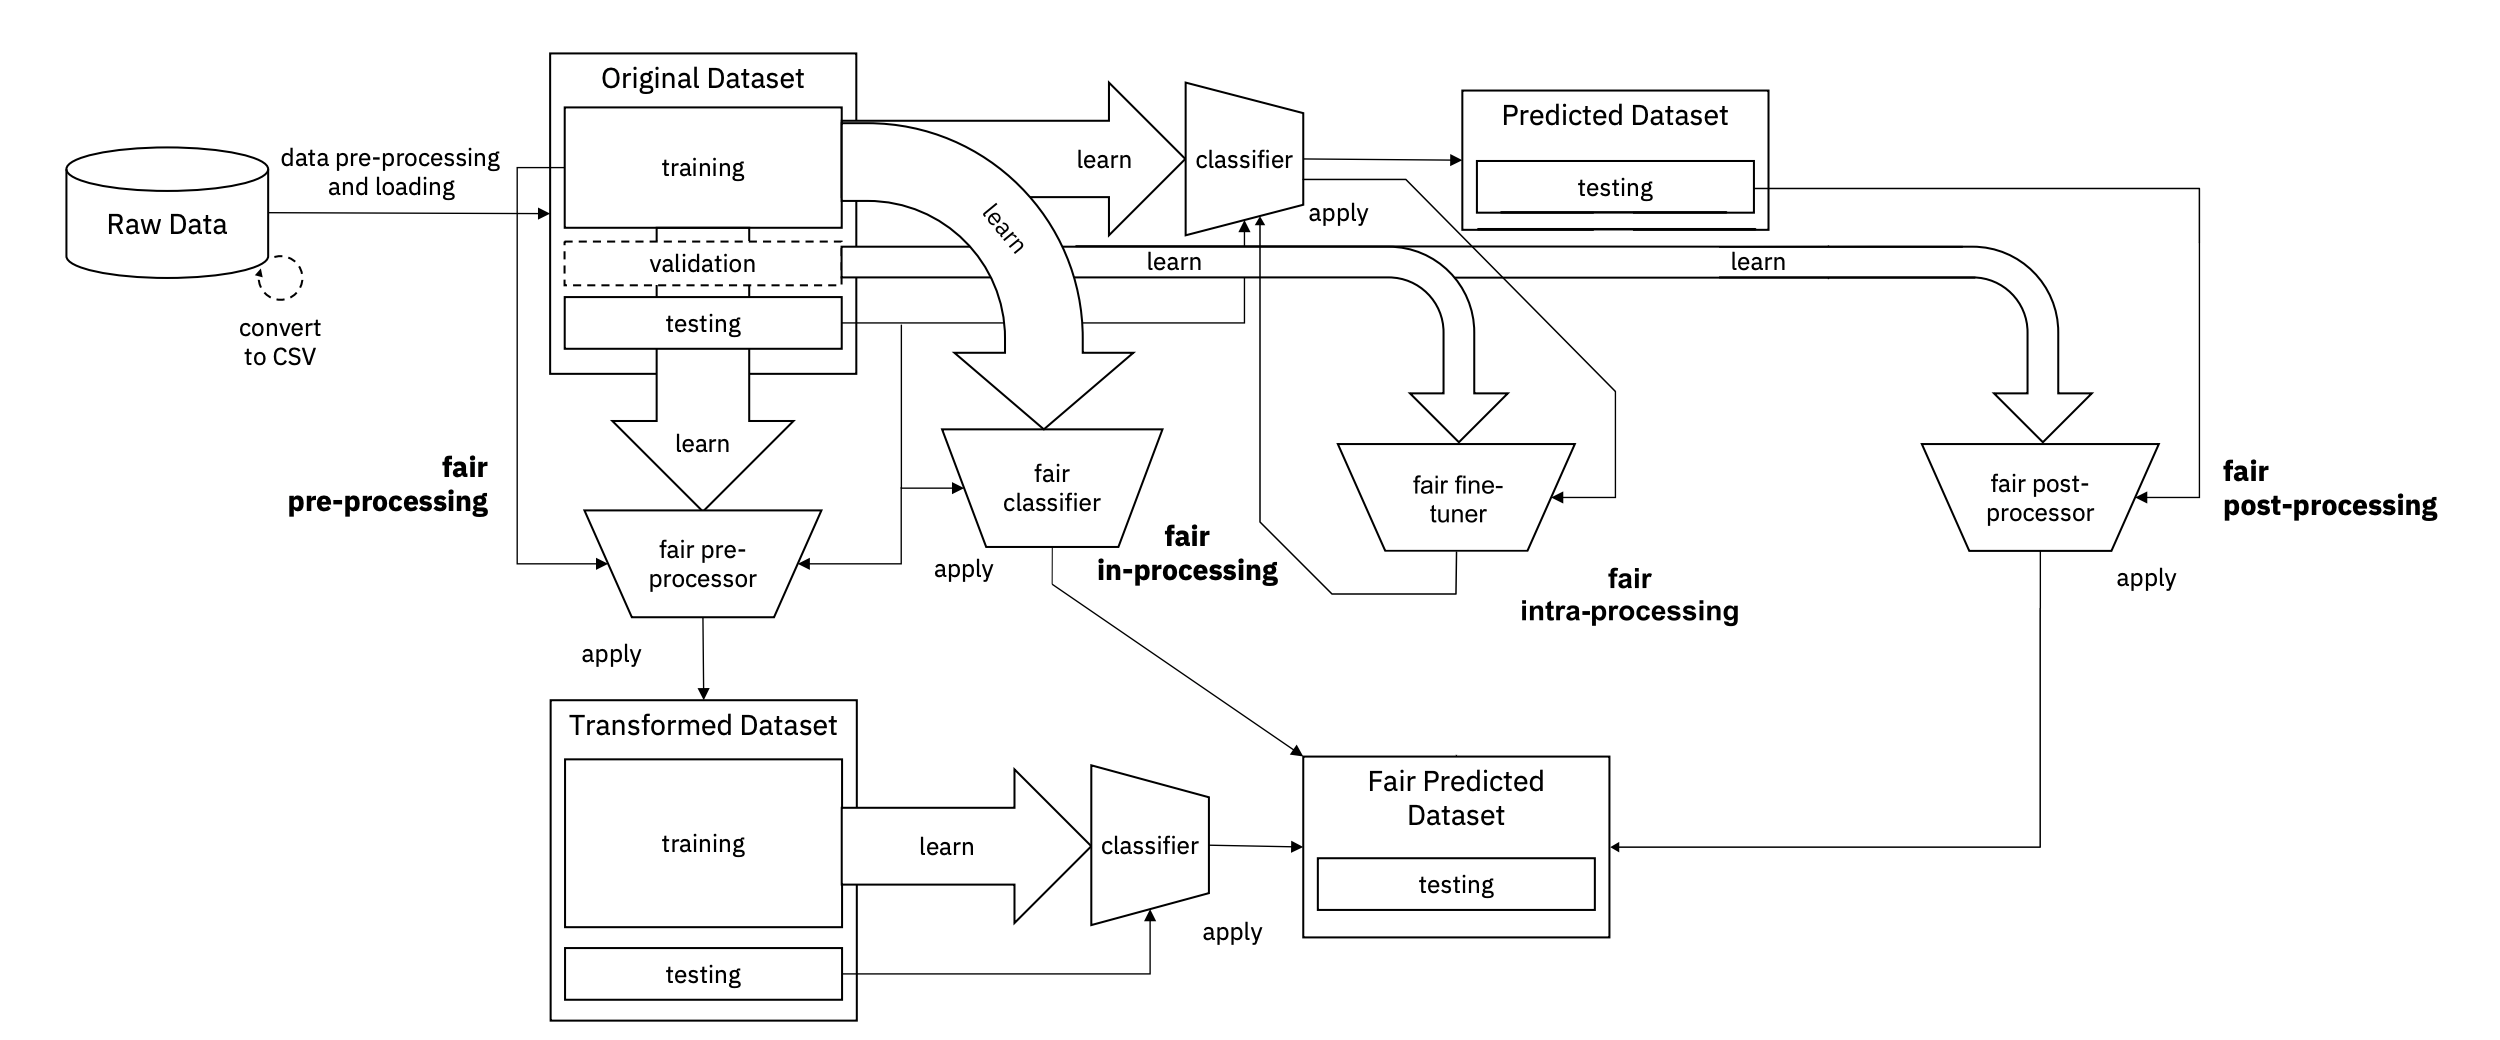 Original Dataset
training
validation
testing
data pre-processing
and loading
Raw Data
convert
to CSV
learn
classifier
apply
Predicted Dataset
testing
learn
learn
learn
learn
fair
pre-processing
fair pre-
processor
apply
fair
classifier
apply
fair
in-processing
fair fine-
tuner
fair
intra-processing
fair post-
processor
fair
post-processing
apply
Transformed Dataset
training
testing
learn
classifier
apply
Fair Predicted
Dataset
testing